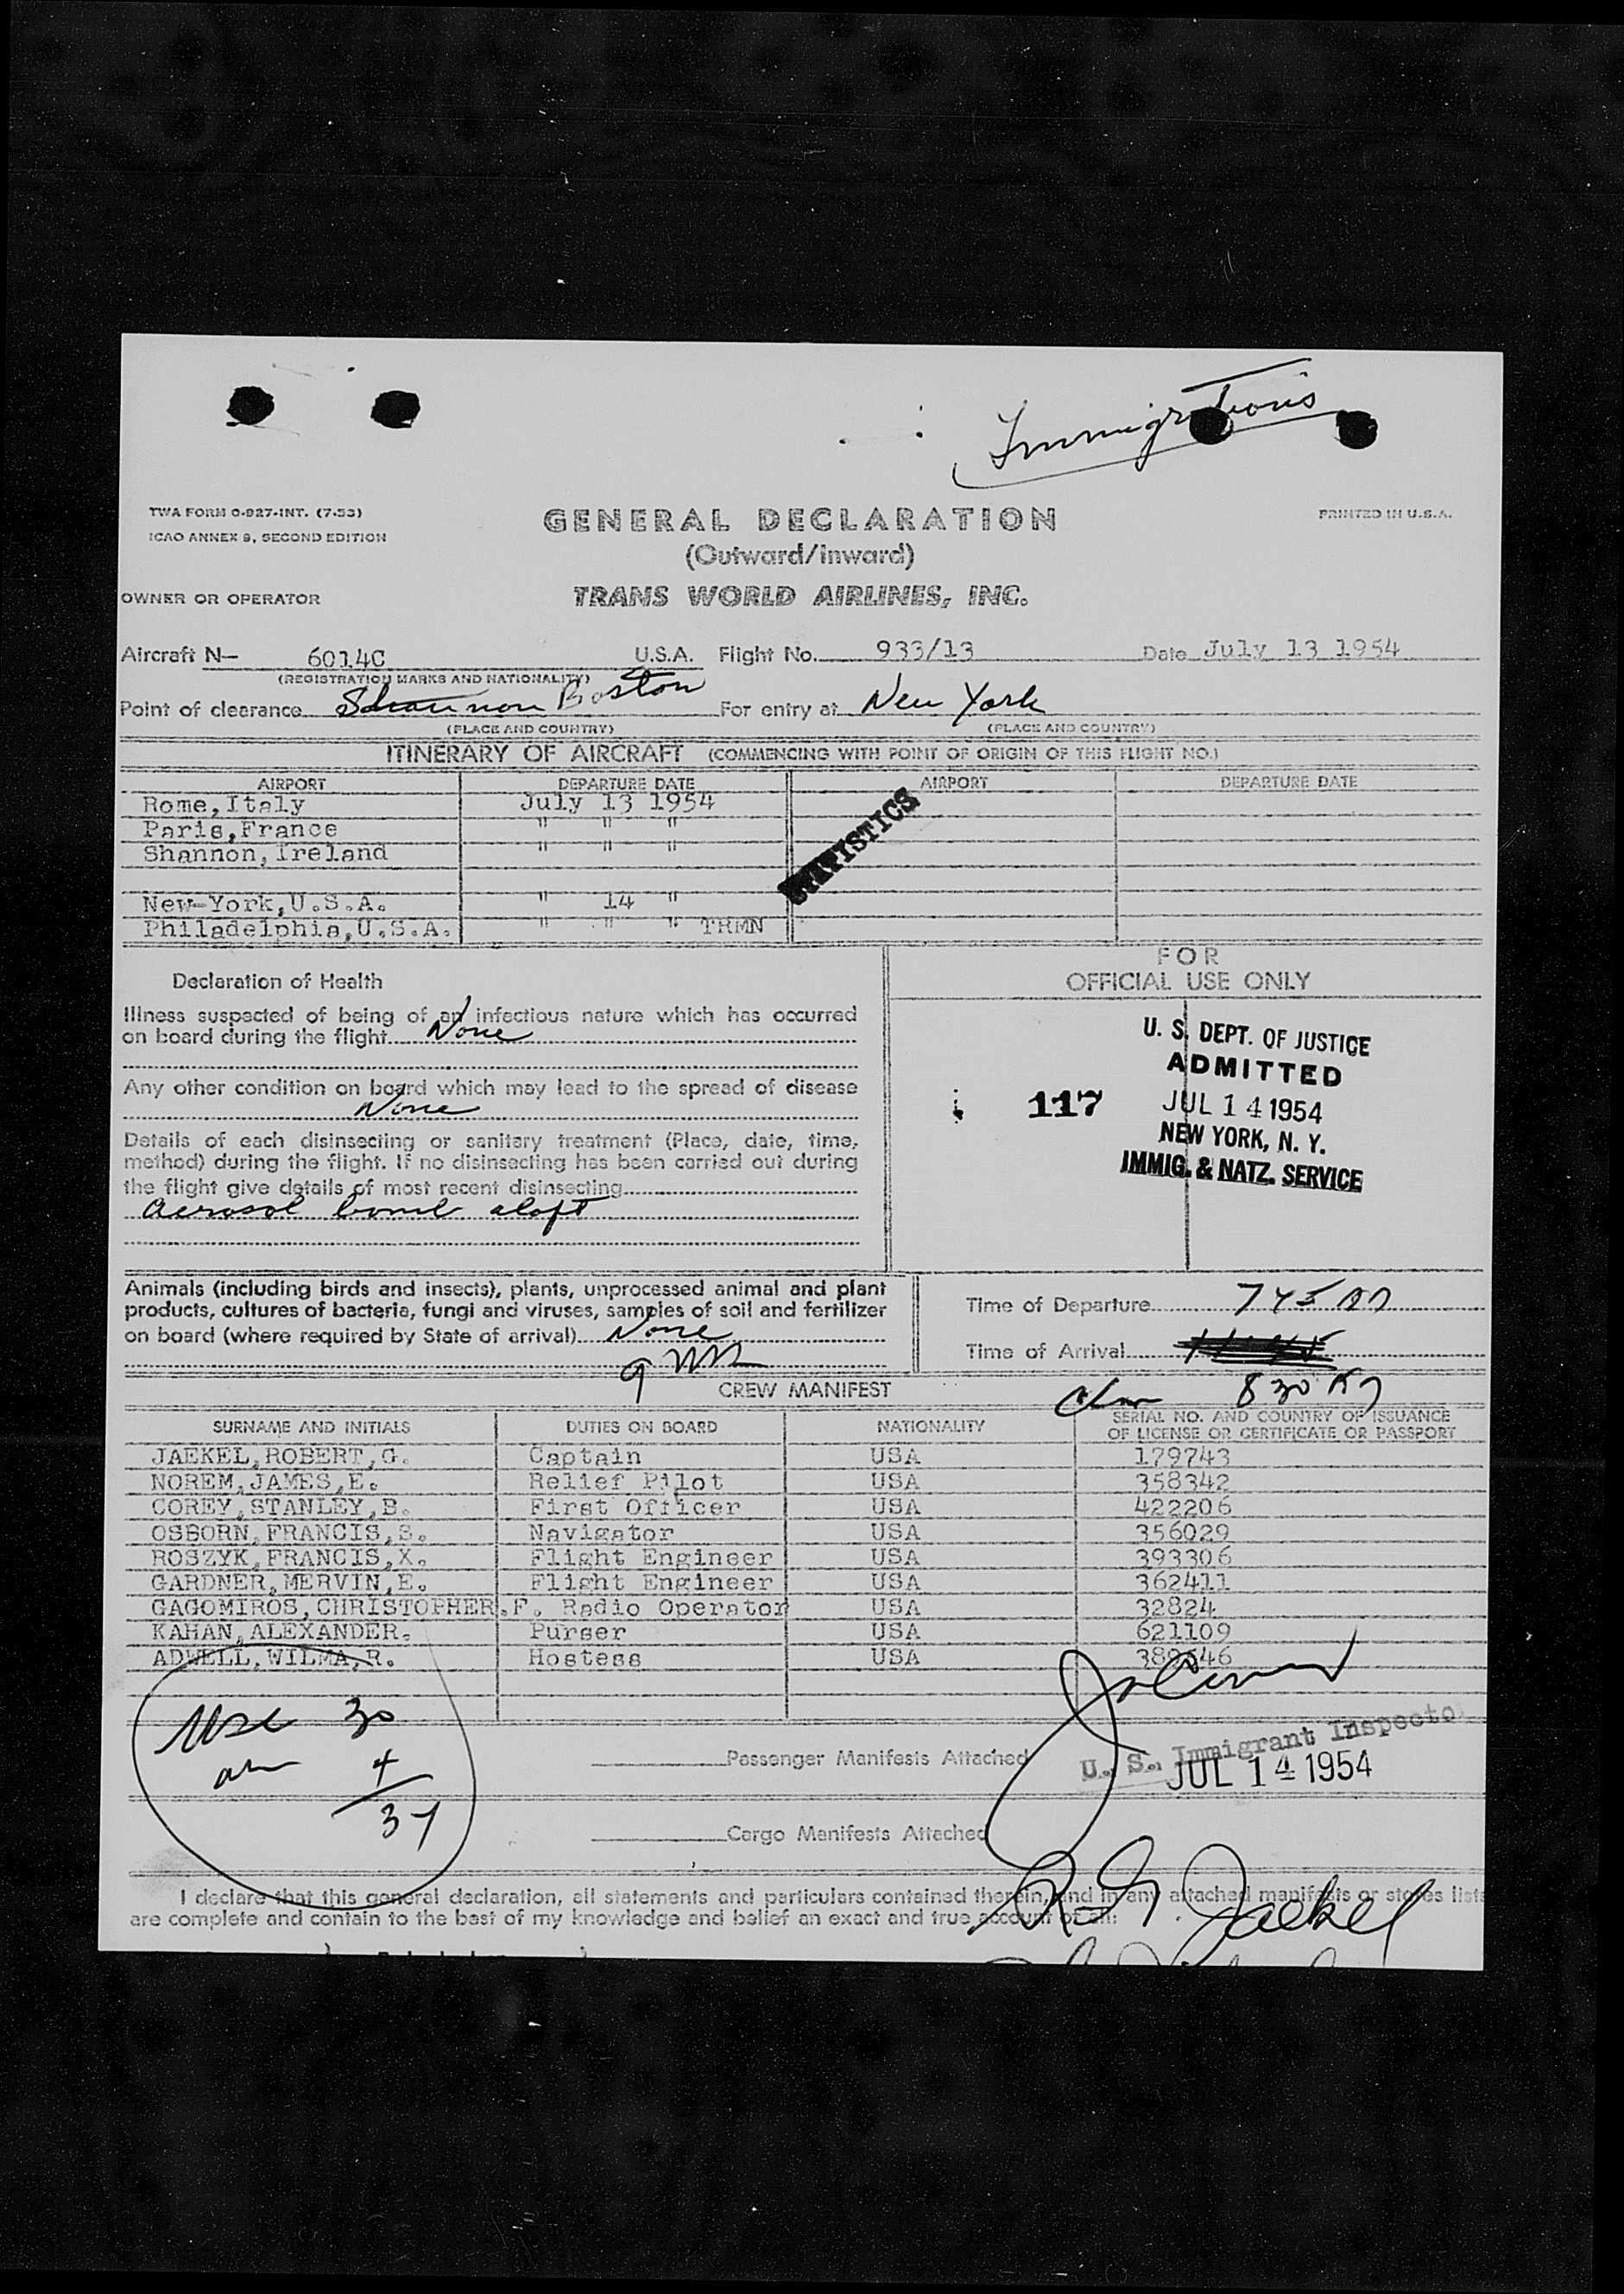 Immigrations
TWA FORM O-927-INT. (7-53)
ICAO ANNEX 9, SECOND EDITION
GENERAL DECLARATION
(Outward/Inward)
PRINTED IN U.S.A.
OWNER OR OPERATOR
TRANS WORLD AIRLINES, INC.
Aircraft N— 6014C U.S.A. Flight No. 933/13 Date July 13 1954
(REGISTRATION MARKS AND NATIONALITY)
Point of clearance Shannon Boston For entry at New York
(PLACE AND COUNTRY) (PLACE AND COUNTRY)
ITINERARY OF AIRCRAFT (COMMENCING WITH POINT OF ORIGIN OF THIS FLIGHT NO.)
AIRPORT DEPARTURE DATE AIRPORT DEPARTURE DATE
Rome, Italy July 13 1954
Paris, France " " "
Shannon, Ireland " " "
New-York, U.S.A. " 14 "
Philadelphia, U.S.A. " " " TRMN
STATISTICS
Declaration of Health
Illness suspected of being of an infectious nature which has occurred
on board during the flight None
Any other condition on board which may lead to the spread of disease
None
Details of each disinsecting or sanitary treatment (Place, date, time,
method) during the flight. If no disinsecting has been carried out during
the flight give details of most recent disinsecting
Aerosol bomb aloft
FOR
OFFICIAL USE ONLY
U. S. DEPT. OF JUSTICE
ADMITTED
117 JUL 14 1954
NEW YORK, N. Y.
IMMIG. & NATZ. SERVICE
Animals (including birds and insects), plants, unprocessed animal and plant
products, cultures of bacteria, fungi and viruses, samples of soil and fertilizer
on board (where required by State of arrival) None
Time of Departure 745
Time of Arrival
830
CREW MANIFEST
SURNAME AND INITIALS DUTIES ON BOARD NATIONALITY SERIAL NO. AND COUNTRY OF ISSUANCE
OF LICENSE OR CERTIFICATE OR PASSPORT
JAEKEL,ROBERT,G. Captain USA 179743
NOREM,JAMES,E. Relief Pilot USA 358342
COREY,STANLEY,B. First Officer USA 422206
OSBORN,FRANCIS,S. Navigator USA 356029
ROSZYK,FRANCIS,X. Flight Engineer USA 393306
GARDNER,MERVIN,E. Flight Engineer USA 362411
GAGOMIROS,CHRISTOPHER.F. Radio Operator USA 32824
KAHAN,ALEXANDER. Purser USA 621109
ADWELL,WILMA,R. Hostess USA
30
4
Passenger Manifests Attached
U. S. Immigrant Inspecto
JUL 14 1954
Cargo Manifests Attached
I declare that this general declaration, all statements and particulars contained therein, and in any attached manifests or stores lists
are complete and contain to the best of my knowledge and belief an exact and true account of all:
R G Jaekel